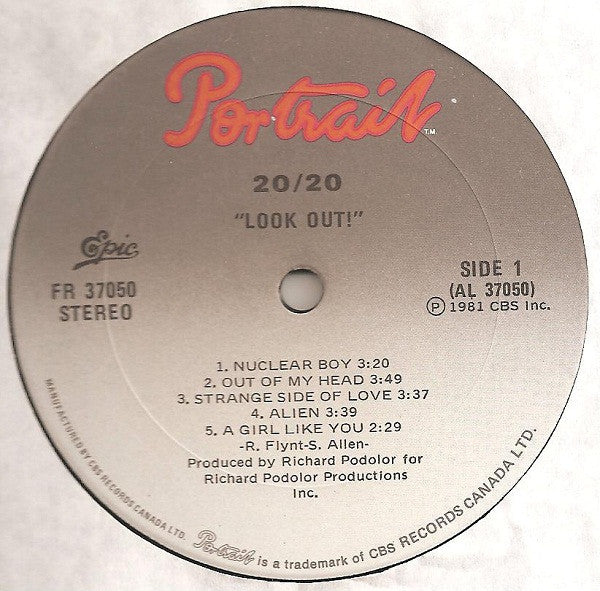 Portrait
T.M.
20/20
"LOOK OUT!"
Epic
FR 37050
STEREO
SIDE 1
(AL 37050)
Ⓟ 1981 CBS Inc.
1. NUCLEAR BOY 3:20
2. OUT OF MY HEAD 3:49
3. STRANGE SIDE OF LOVE 3:37
4. ALIEN 3:39
5. A GIRL LIKE YOU 2:29
-R. Flynt-S. Allen-
Produced by Richard Podolor for
Richard Podolor Productions
Inc.
MANUFACTURED BY CBS RECORDS CANADA LTD. Portrait is a trademark of CBS RECORDS CANADA LTD.